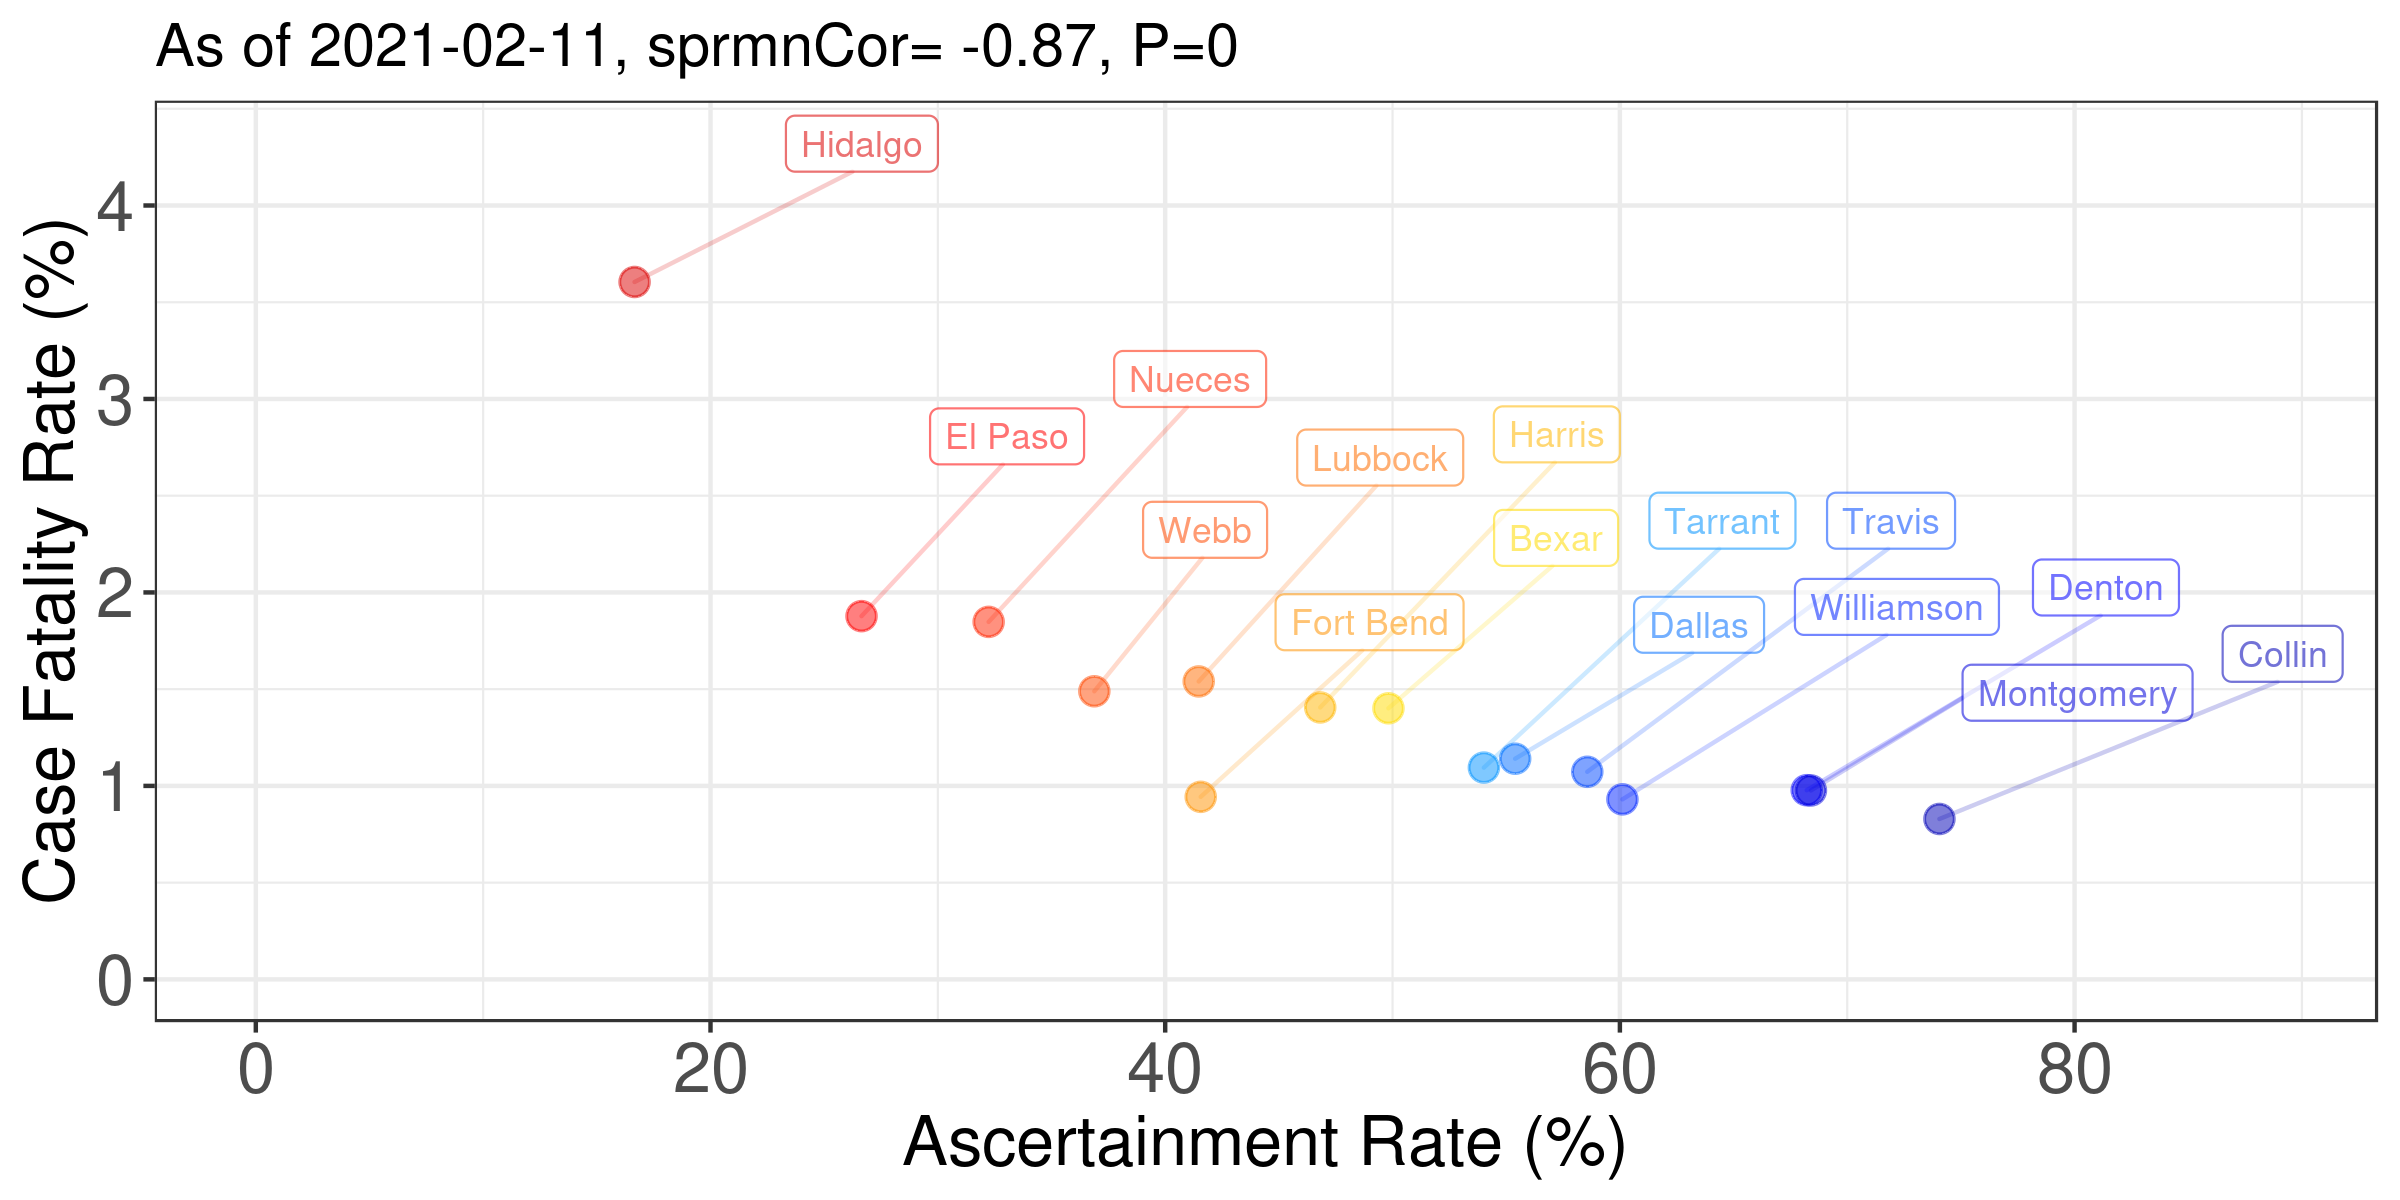 As of 2021-02-11, sprmnCor= -0.87, P=0
Case Fatality Rate (%)
4
3
2
1
0
Hidalgo
Nueces
El Paso
Harris
Lubbock
Webb
Bexar
Tarrant
Travis
Denton
Williamson
Fort Bend
Dallas
Collin
Montgomery
0 20 40 60 80
Ascertainment Rate (%)